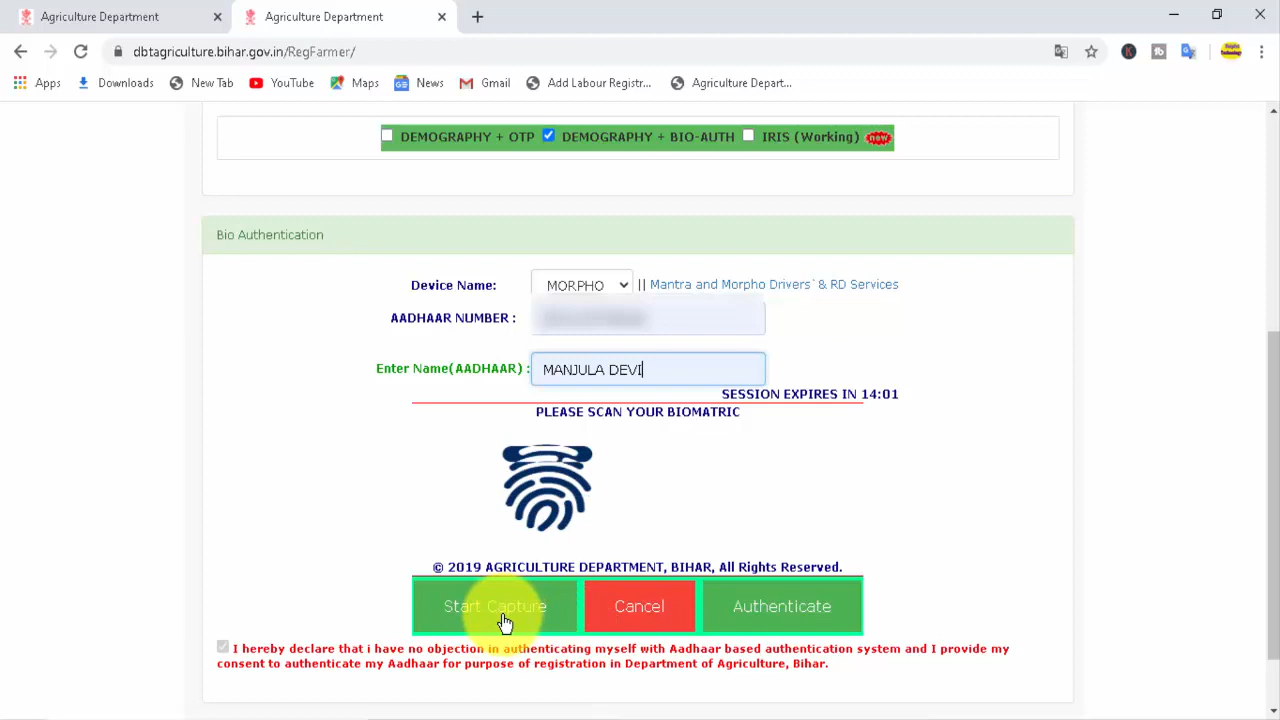 Agriculture Department
Agriculture Department
dbtagriculture.bihar.gov.in/RegFarmer/
Apps Downloads New Tab YouTube Maps News Gmail Add Labour Registr... Agriculture Depart...
DEMOGRAPHY + OTP DEMOGRAPHY + BIO-AUTH IRIS (Working) new
Bio Authentication
Device Name: MORPHO || Mantra and Morpho Drivers` & RD Services
AADHAAR NUMBER :
Enter Name(AADHAAR) : MANJULA DEVI
SESSION EXPIRES IN 14:01
PLEASE SCAN YOUR BIOMATRIC
© 2019 AGRICULTURE DEPARTMENT, BIHAR, All Rights Reserved.
Start Capture Cancel Authenticate
I hereby declare that i have no objection in authenticating myself with Aadhaar based authentication system and I provide my
consent to authenticate my Aadhaar for purpose of registration in Department of Agriculture, Bihar.